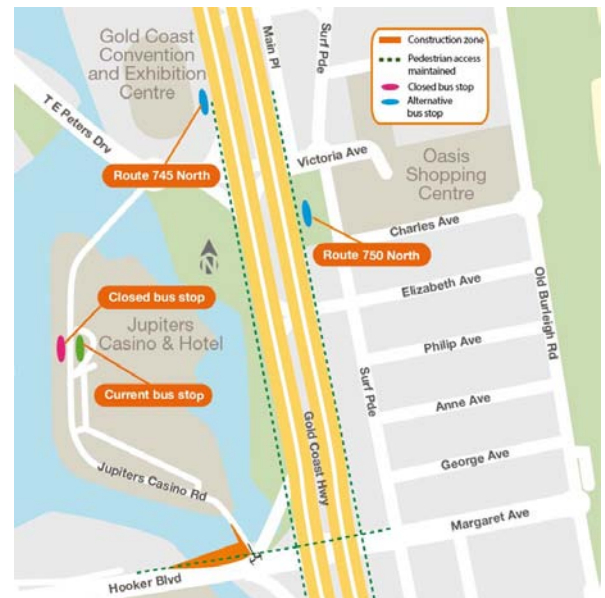 Gold Coast
Convention
and Exhibition
Centre
Main Pl
Surf Pde
Construction zone
Pedestrian access
maintained
Closed bus stop
Alternative
bus stop
T E Peters Drv
Route 745 North
Victoria Ave
Oasis
Shopping
Centre
Charles Ave
Route 750 North
N
Elizabeth Ave
Old Burleigh Rd
Closed bus stop
Jupiters
Casino & Hotel
Philip Ave
Current bus stop
Surf Pde
Anne Ave
Gold Coast Hwy
George Ave
Jupiters Casino Rd
Margaret Ave
Hooker Blvd